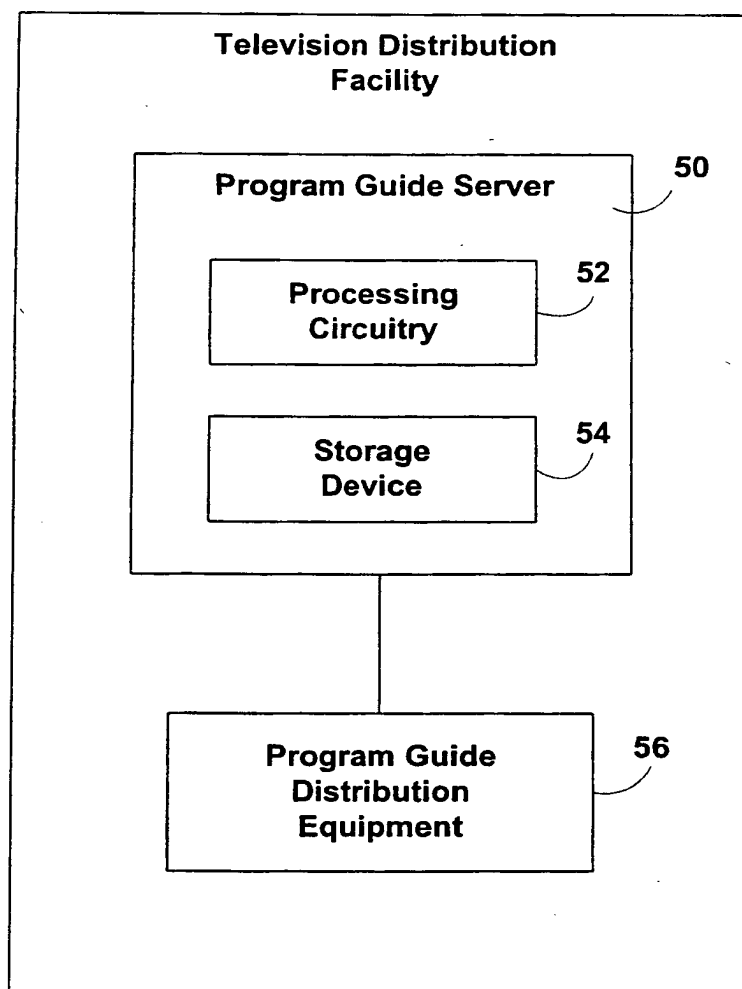 Television Distribution
Facility
Program Guide Server
50
Processing
Circuitry
52
Storage
Device
54
Program Guide
Distribution
Equipment
56